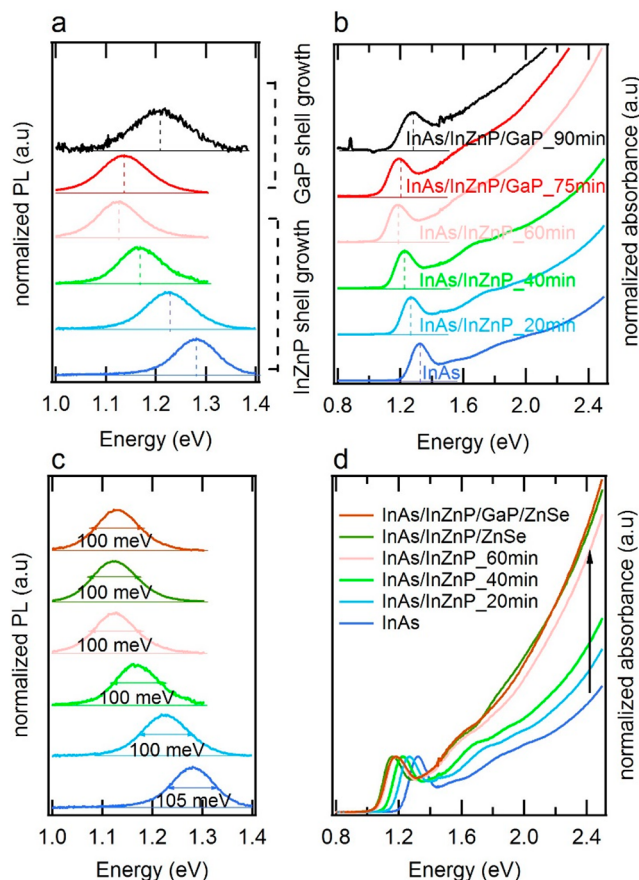 a
normalized PL (a.u)
GaP shell growth
InZnP shell growth
1.0 1.1 1.2 1.3 1.4
Energy (eV)
b
InAs/InZnP/GaP_90min
InAs/InZnP/GaP_75min
InAs/InZnP_60min
InAs/InZnP_40min
InAs/InZnP_20min
InAs
normalized absorbance (a.u)
0.8 1.2 1.6 2.0 2.4
Energy (eV)
c
normalized PL (a.u)
100 meV
100 meV
100 meV
100 meV
100 meV
105 meV
1.0 1.1 1.2 1.3 1.4
Energy (eV)
d
InAs/InZnP/GaP/ZnSe
InAs/InZnP/ZnSe
InAs/InZnP_60min
InAs/InZnP_40min
InAs/InZnP_20min
InAs
normalized absorbance (a.u)
0.8 1.2 1.6 2.0 2.4
Energy (eV)